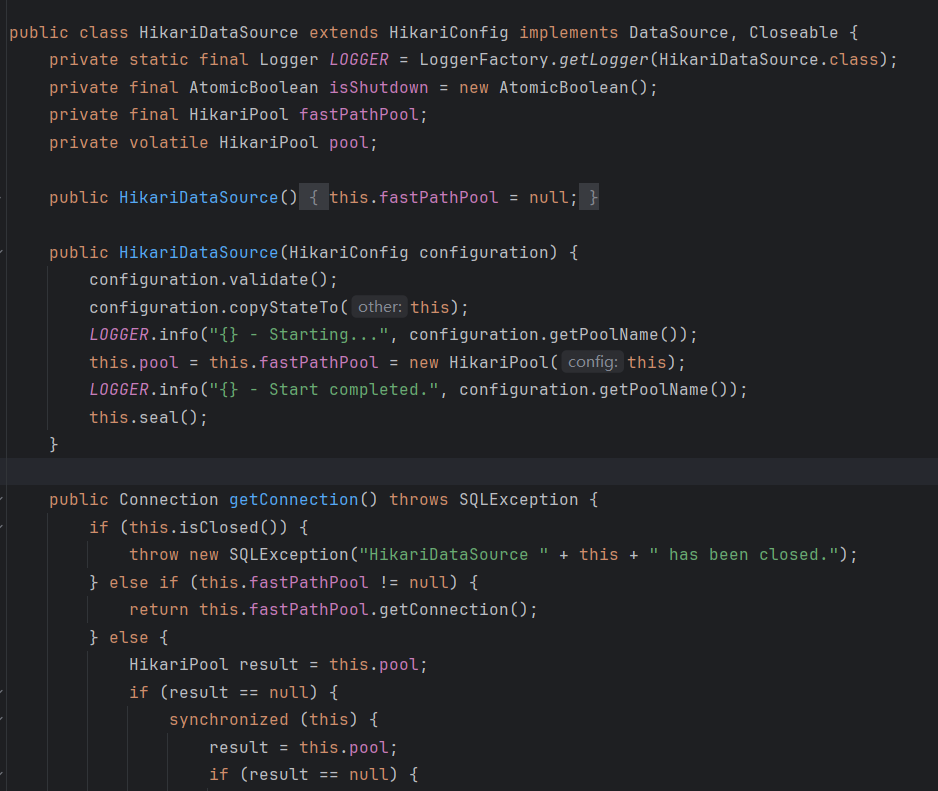 public class HikariDataSource extends HikariConfig implements DataSource, Closeable {
    private static final Logger LOGGER = LoggerFactory.getLogger(HikariDataSource.class);
    private final AtomicBoolean isShutdown = new AtomicBoolean();
    private final HikariPool fastPathPool;
    private volatile HikariPool pool;

    public HikariDataSource() { this.fastPathPool = null; }

    public HikariDataSource(HikariConfig configuration) {
        configuration.validate();
        configuration.copyStateTo( other: this);
        LOGGER.info("{} - Starting...", configuration.getPoolName());
        this.pool = this.fastPathPool = new HikariPool( config: this);
        LOGGER.info("{} - Start completed.", configuration.getPoolName());
        this.seal();
    }

    public Connection getConnection() throws SQLException {
        if (this.isClosed()) {
            throw new SQLException("HikariDataSource " + this + " has been closed.");
        } else if (this.fastPathPool != null) {
            return this.fastPathPool.getConnection();
        } else {
            HikariPool result = this.pool;
            if (result == null) {
                synchronized (this) {
                    result = this.pool;
                    if (result == null) {